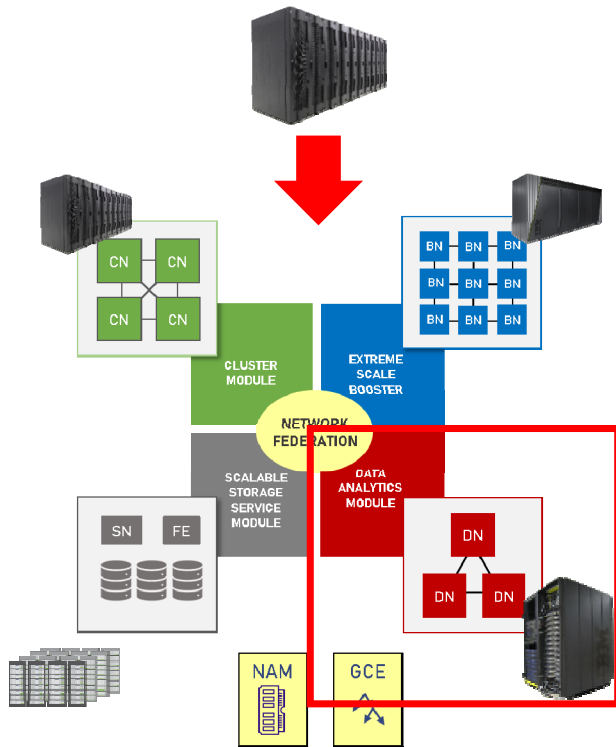 CN
CN
CN
CN
BN
BN
BN
BN
BN
BN
BN
BN
BN
CLUSTER
MODULE
EXTREME
SCALE
BOOSTER
NETWORK
FEDERATION
SCALABLE
STORAGE
SERVICE
MODULE
DATA
ANALYTICS
MODULE
SN
FE
DN
DN
DN
NAM
GCE